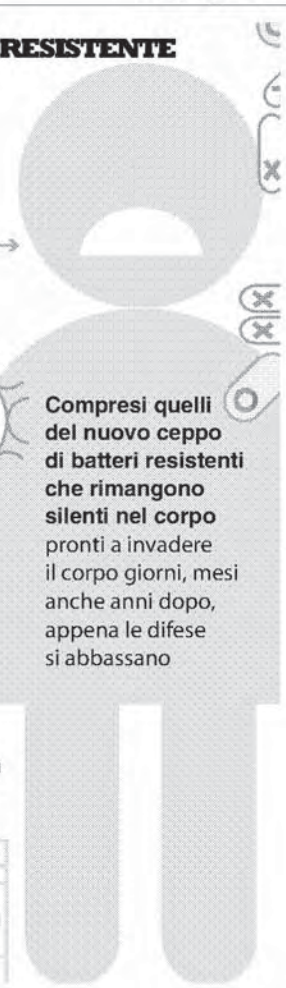 RESISTENTE
Compresi quelli
del nuovo ceppo
di batteri resistenti
che rimangono
silenti nel corpo
pronti a invadere
il corpo giorni, mesi
anche anni dopo,
appena le difese
si abbassano